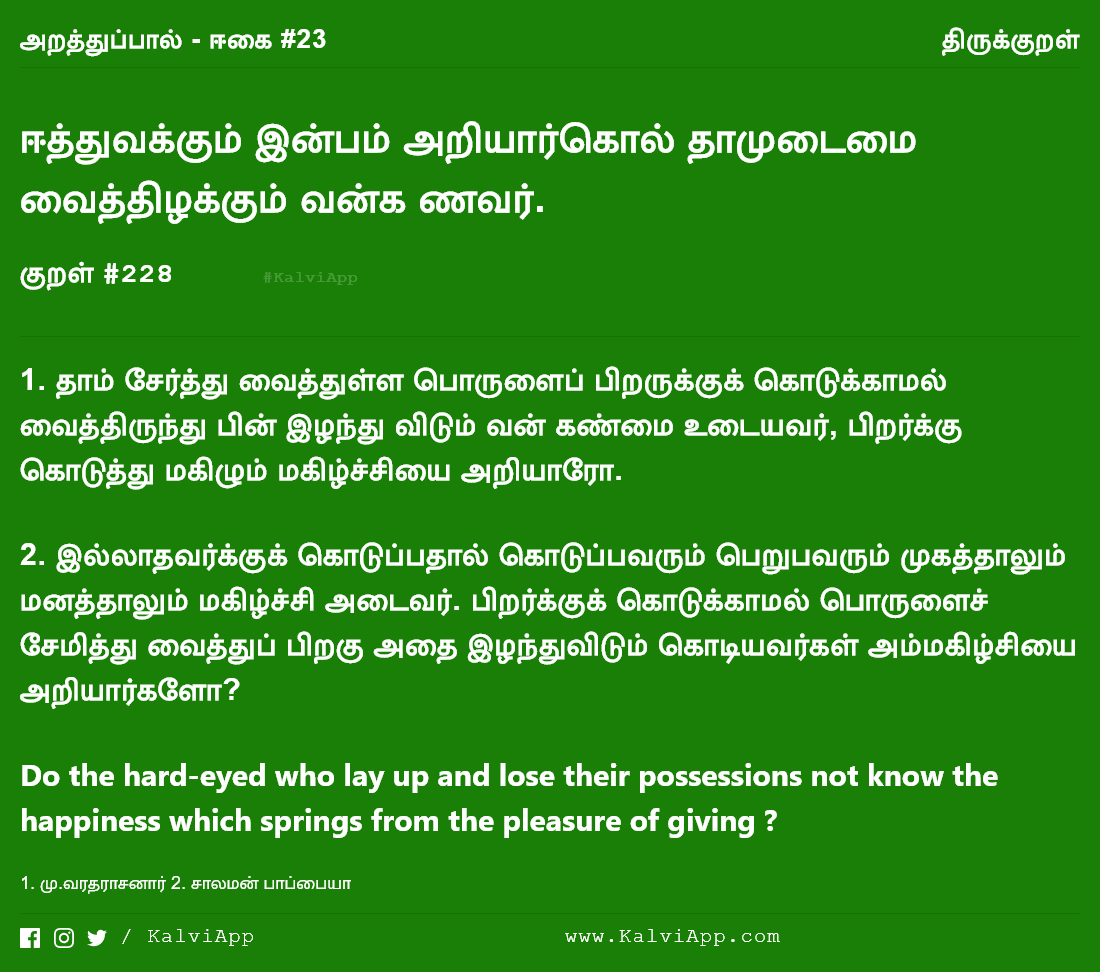 அறத்துப்பால் - ஈகை #23
திருக்குறள்
ஈத்துவக்கும் இன்பம் அறியார்கொல் தாமுடைமை
வைத்திழக்கும் வன்க ணவர்.
குறள் #228
#KalviApp
1. தாம் சேர்த்து வைத்துள்ள பொருளைப் பிறருக்குக் கொடுக்காமல்
வைத்திருந்து பின் இழந்து விடும் வன் கண்மை உடையவர், பிறர்க்கு
கொடுத்து மகிழும் மகிழ்ச்சியை அறியாரோ.
2. இல்லாதவர்க்குக் கொடுப்பதால் கொடுப்பவரும் பெறுபவரும் முகத்தாலும்
மனத்தாலும் மகிழ்ச்சி அடைவர். பிறர்க்குக் கொடுக்காமல் பொருளைச்
சேமித்து வைத்துப் பிறகு அதை இழந்துவிடும் கொடியவர்கள் அம்மகிழ்சியை
அறியார்களோ?
Do the hard-eyed who lay up and lose their possessions not know the
happiness which springs from the pleasure of giving ?
1. மு.வரதராசனார் 2. சாலமன் பாப்பையா
/ KalviApp
www.KalviApp.com